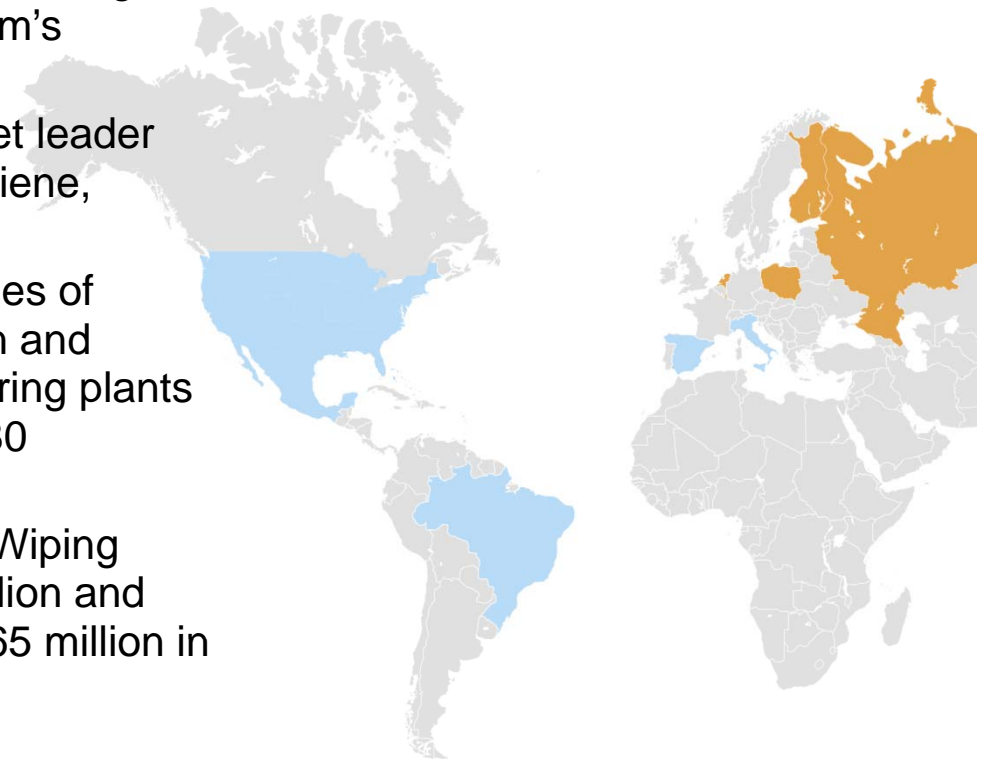 m's
et leader
iene,
es of
n and
ring plants
30
Wiping
lion and
65 million in